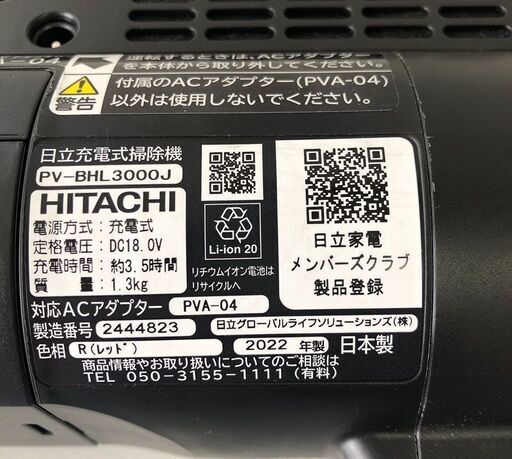 運転するときは、ACアダプターを本体から取り外してください。
付属のACアダプター(PVA-04)
以外は使用しないでください。
警告
日立充電式掃除機
PV-BHL3000J
HITACHI
電源方式:充電式
定格電圧:DC18.0V
充電時間:約3.5時間
質量:1.3kg
Li-ion 20
リチウムイオン電池は
リサイクルへ
日立家電
メンバーズクラブ
製品登録
対応ACアダプター PVA-04
製造番号 2444823
日立グローバルライフソリューションズ(株)
色相 R(レッド) 2022 年製 日本製
商品情報やお取り扱いについてのご相談は
TEL 050-3155-1111 (有料)